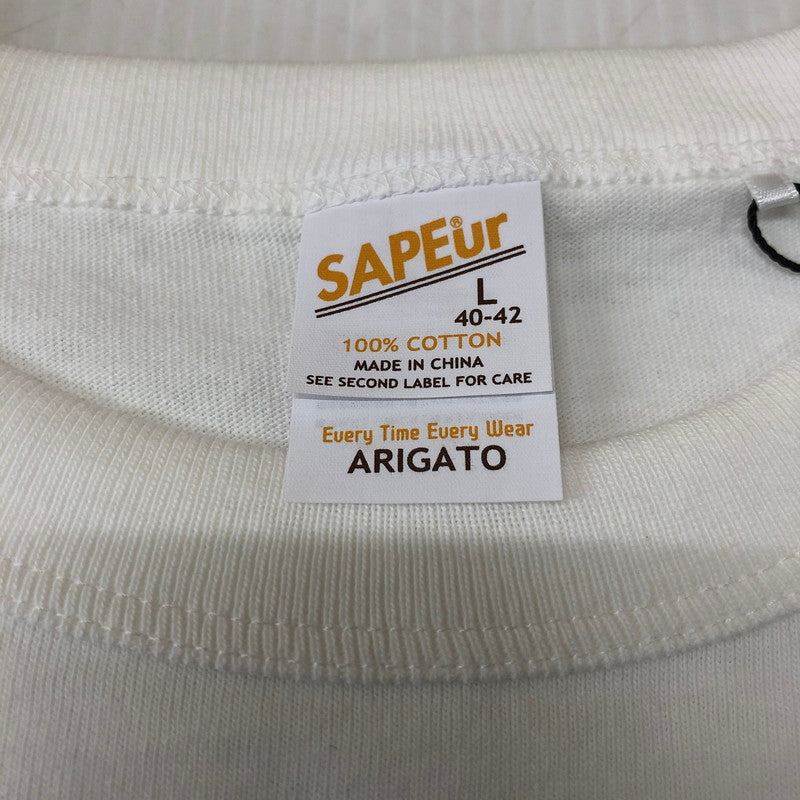 SAPEur®
L
40-42
100% COTTON
MADE IN CHINA
SEE SECOND LABEL FOR CARE
Every Time Every Wear
ARIGATO